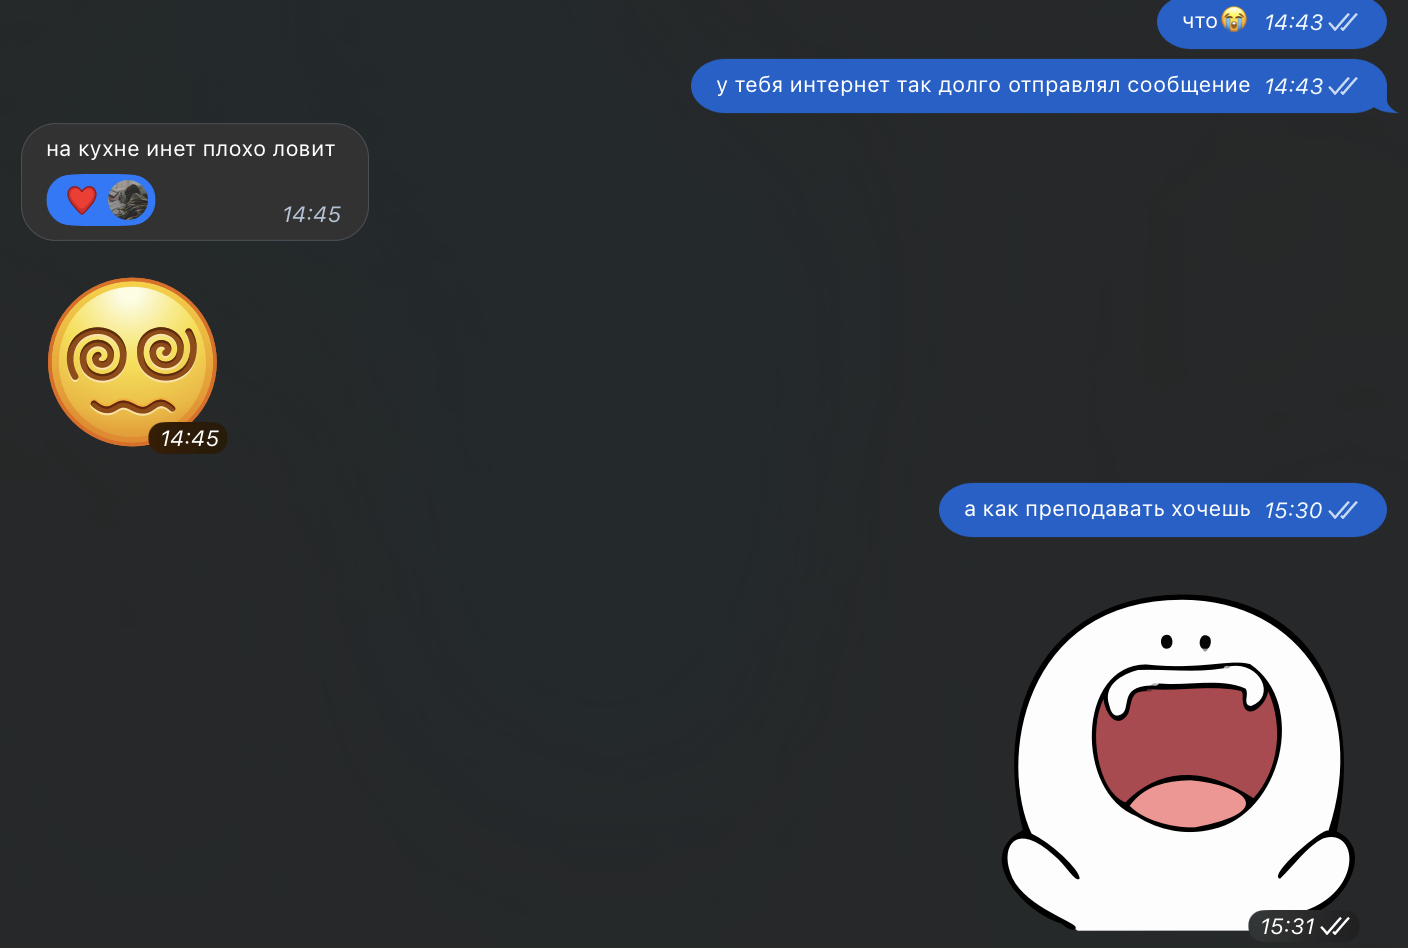 что😭 14:43
у тебя интернет так долго отправлял сообщение 14:43
на кухне инет плохо ловит
14:45
14:45
а как преподавать хочешь 15:30
15:31